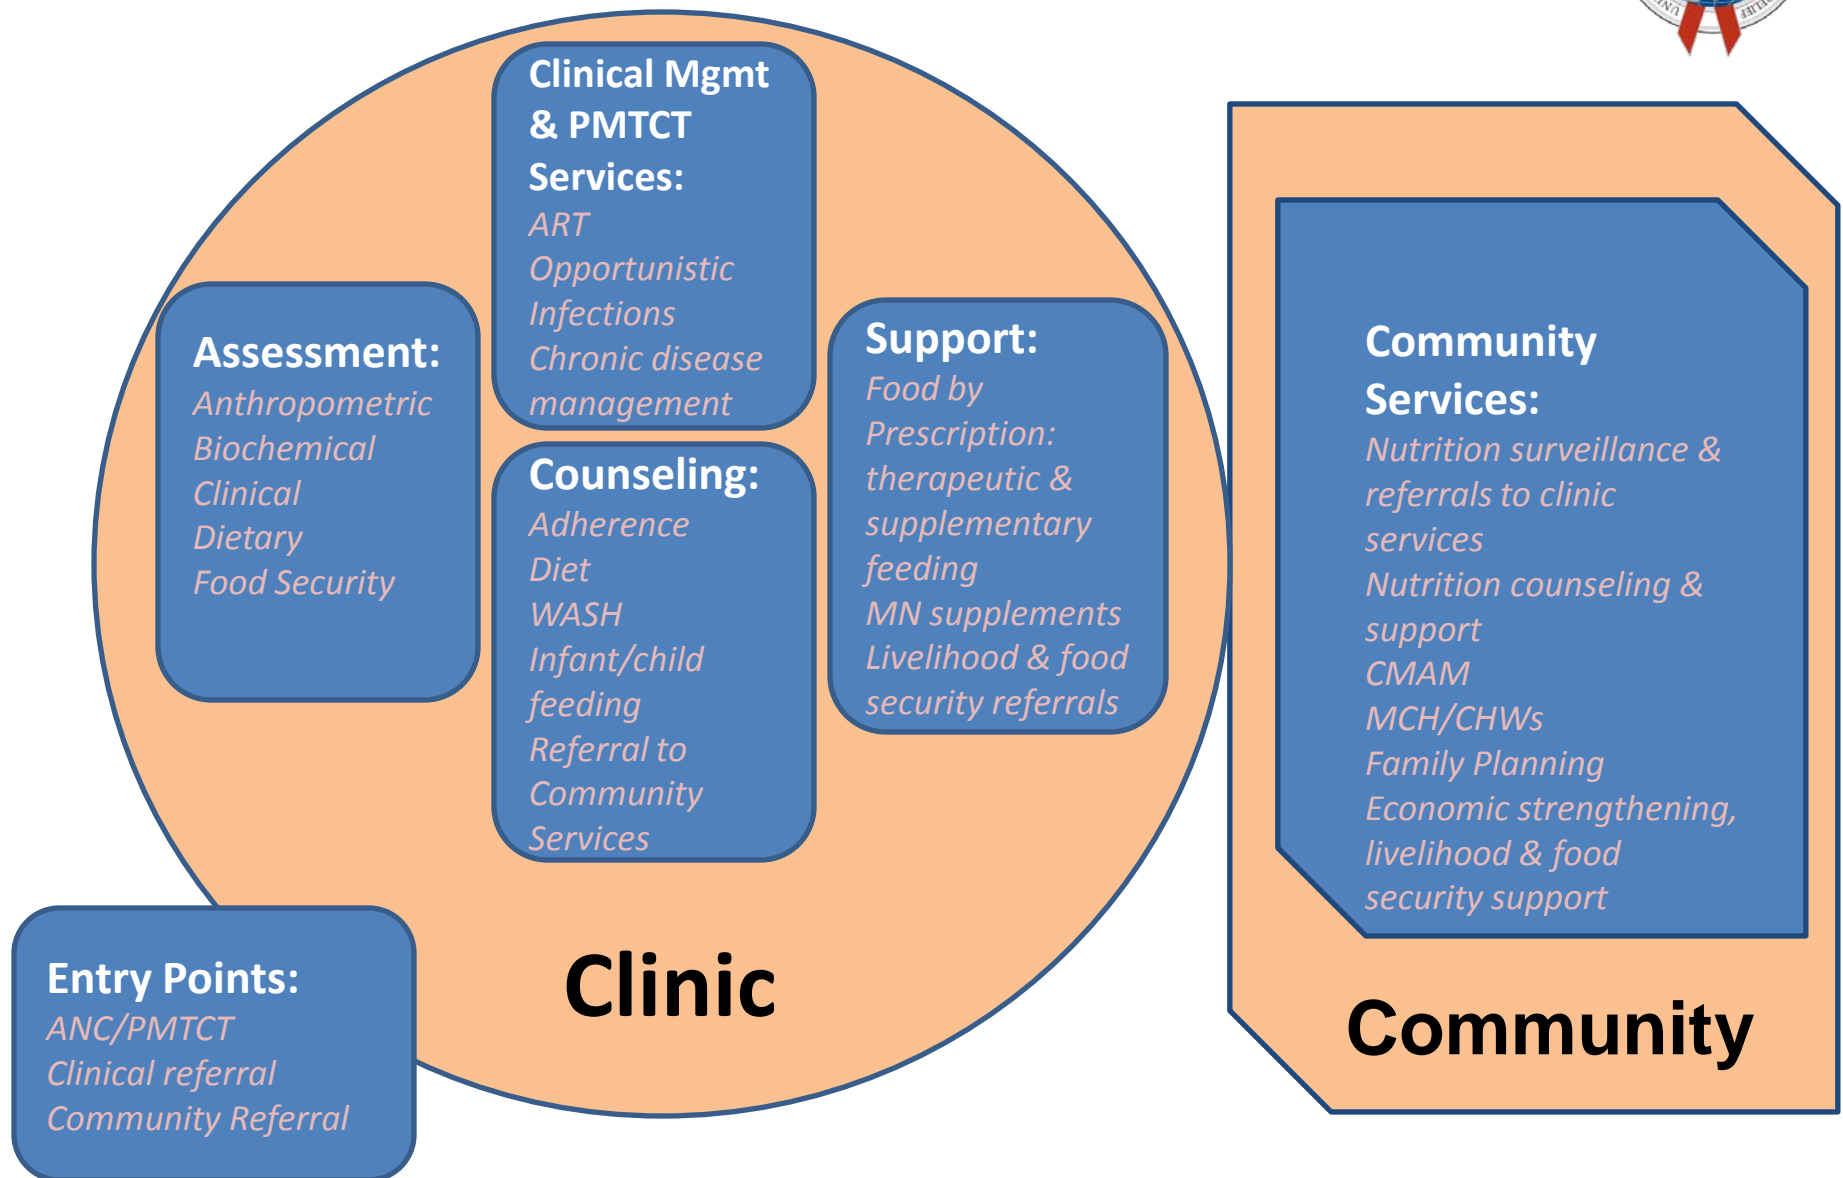 Clinical Mgmt
& PMTCT
Services:
ART
Opportunistic
Infections
Chronic disease
management
Assessment:
Anthropometric
Biochemical
Clinical
Dietary
Food Security
Counseling:
Adherence
Diet
WASH
Infant/child
feeding
Referral to
Community
Services
Support:
Food by
Prescription:
therapeutic &
supplementary
feeding
MN supplements
Livelihood & food
security referrals
Entry Points:
ANC/PMTCT
Clinical referral
Community Referral
Clinic
Community
Services:
Nutrition surveillance &
referrals to clinic
services
Nutrition counseling &
support
CMAM
MCH/CHWs
Family Planning
Economic strengthening,
livelihood & food
security support
Community